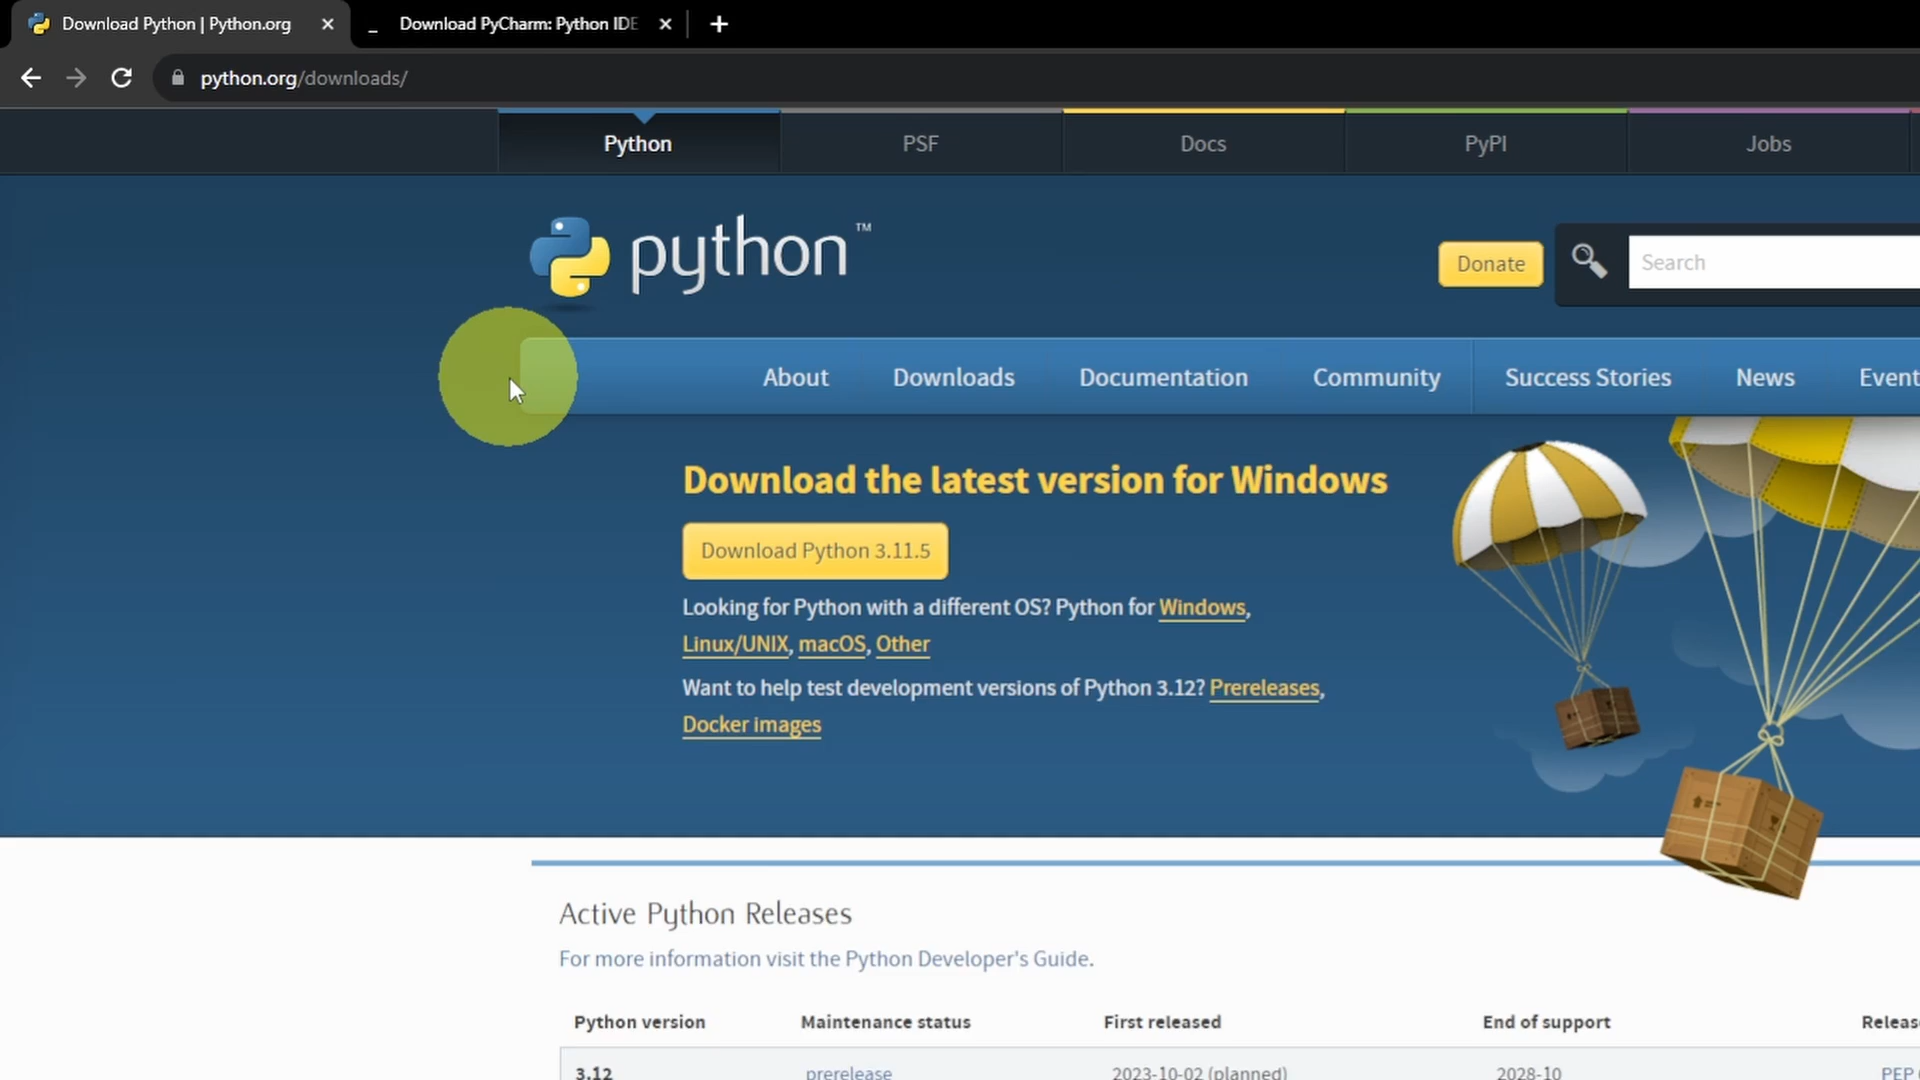 Download Python | Python.org
Download PyCharm: Python IDE
python.org/downloads/
Python PSF Docs PyPI Jobs
python™
Donate
Search
About Downloads Documentation Community Success Stories News Event
Download the latest version for Windows
Download Python 3.11.5
Looking for Python with a different OS? Python for Windows,
Linux/UNIX, macOS, Other
Want to help test development versions of Python 3.12? Prereleases,
Docker images
Active Python Releases
For more information visit the Python Developer's Guide.
Python version Maintenance status First released End of support Releas
3.12 prerelease 2023-10-02 (planned) 2028-10 PEP